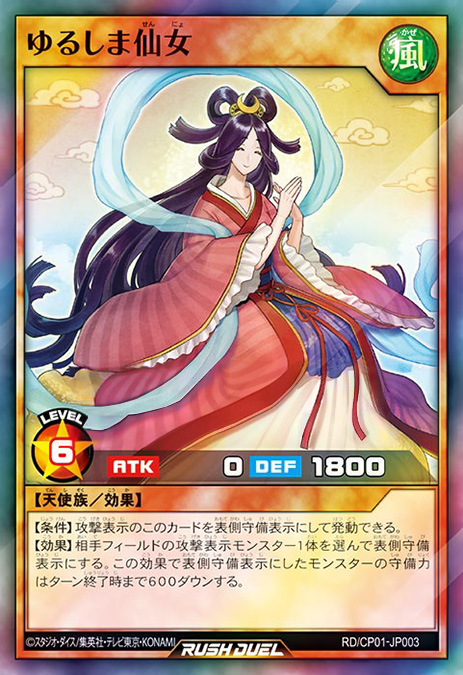 ゆるしま仙女
せん にょ
風
かぜ
LEVEL
6
ATK 0 DEF 1800
【天使族／効果】
【条件】攻撃表示のこのカードを表側守備表示にして発動できる。
【効果】相手フィールドの攻撃表示モンスター1体を選んで表側守備
表示にする。この効果で表側守備表示にしたモンスターの守備力
はターン終了時まで600ダウンする。
©スタジオ・ダイス/集英社・テレビ東京・KONAMI
RUSH DUEL
RD/CP01-JP003